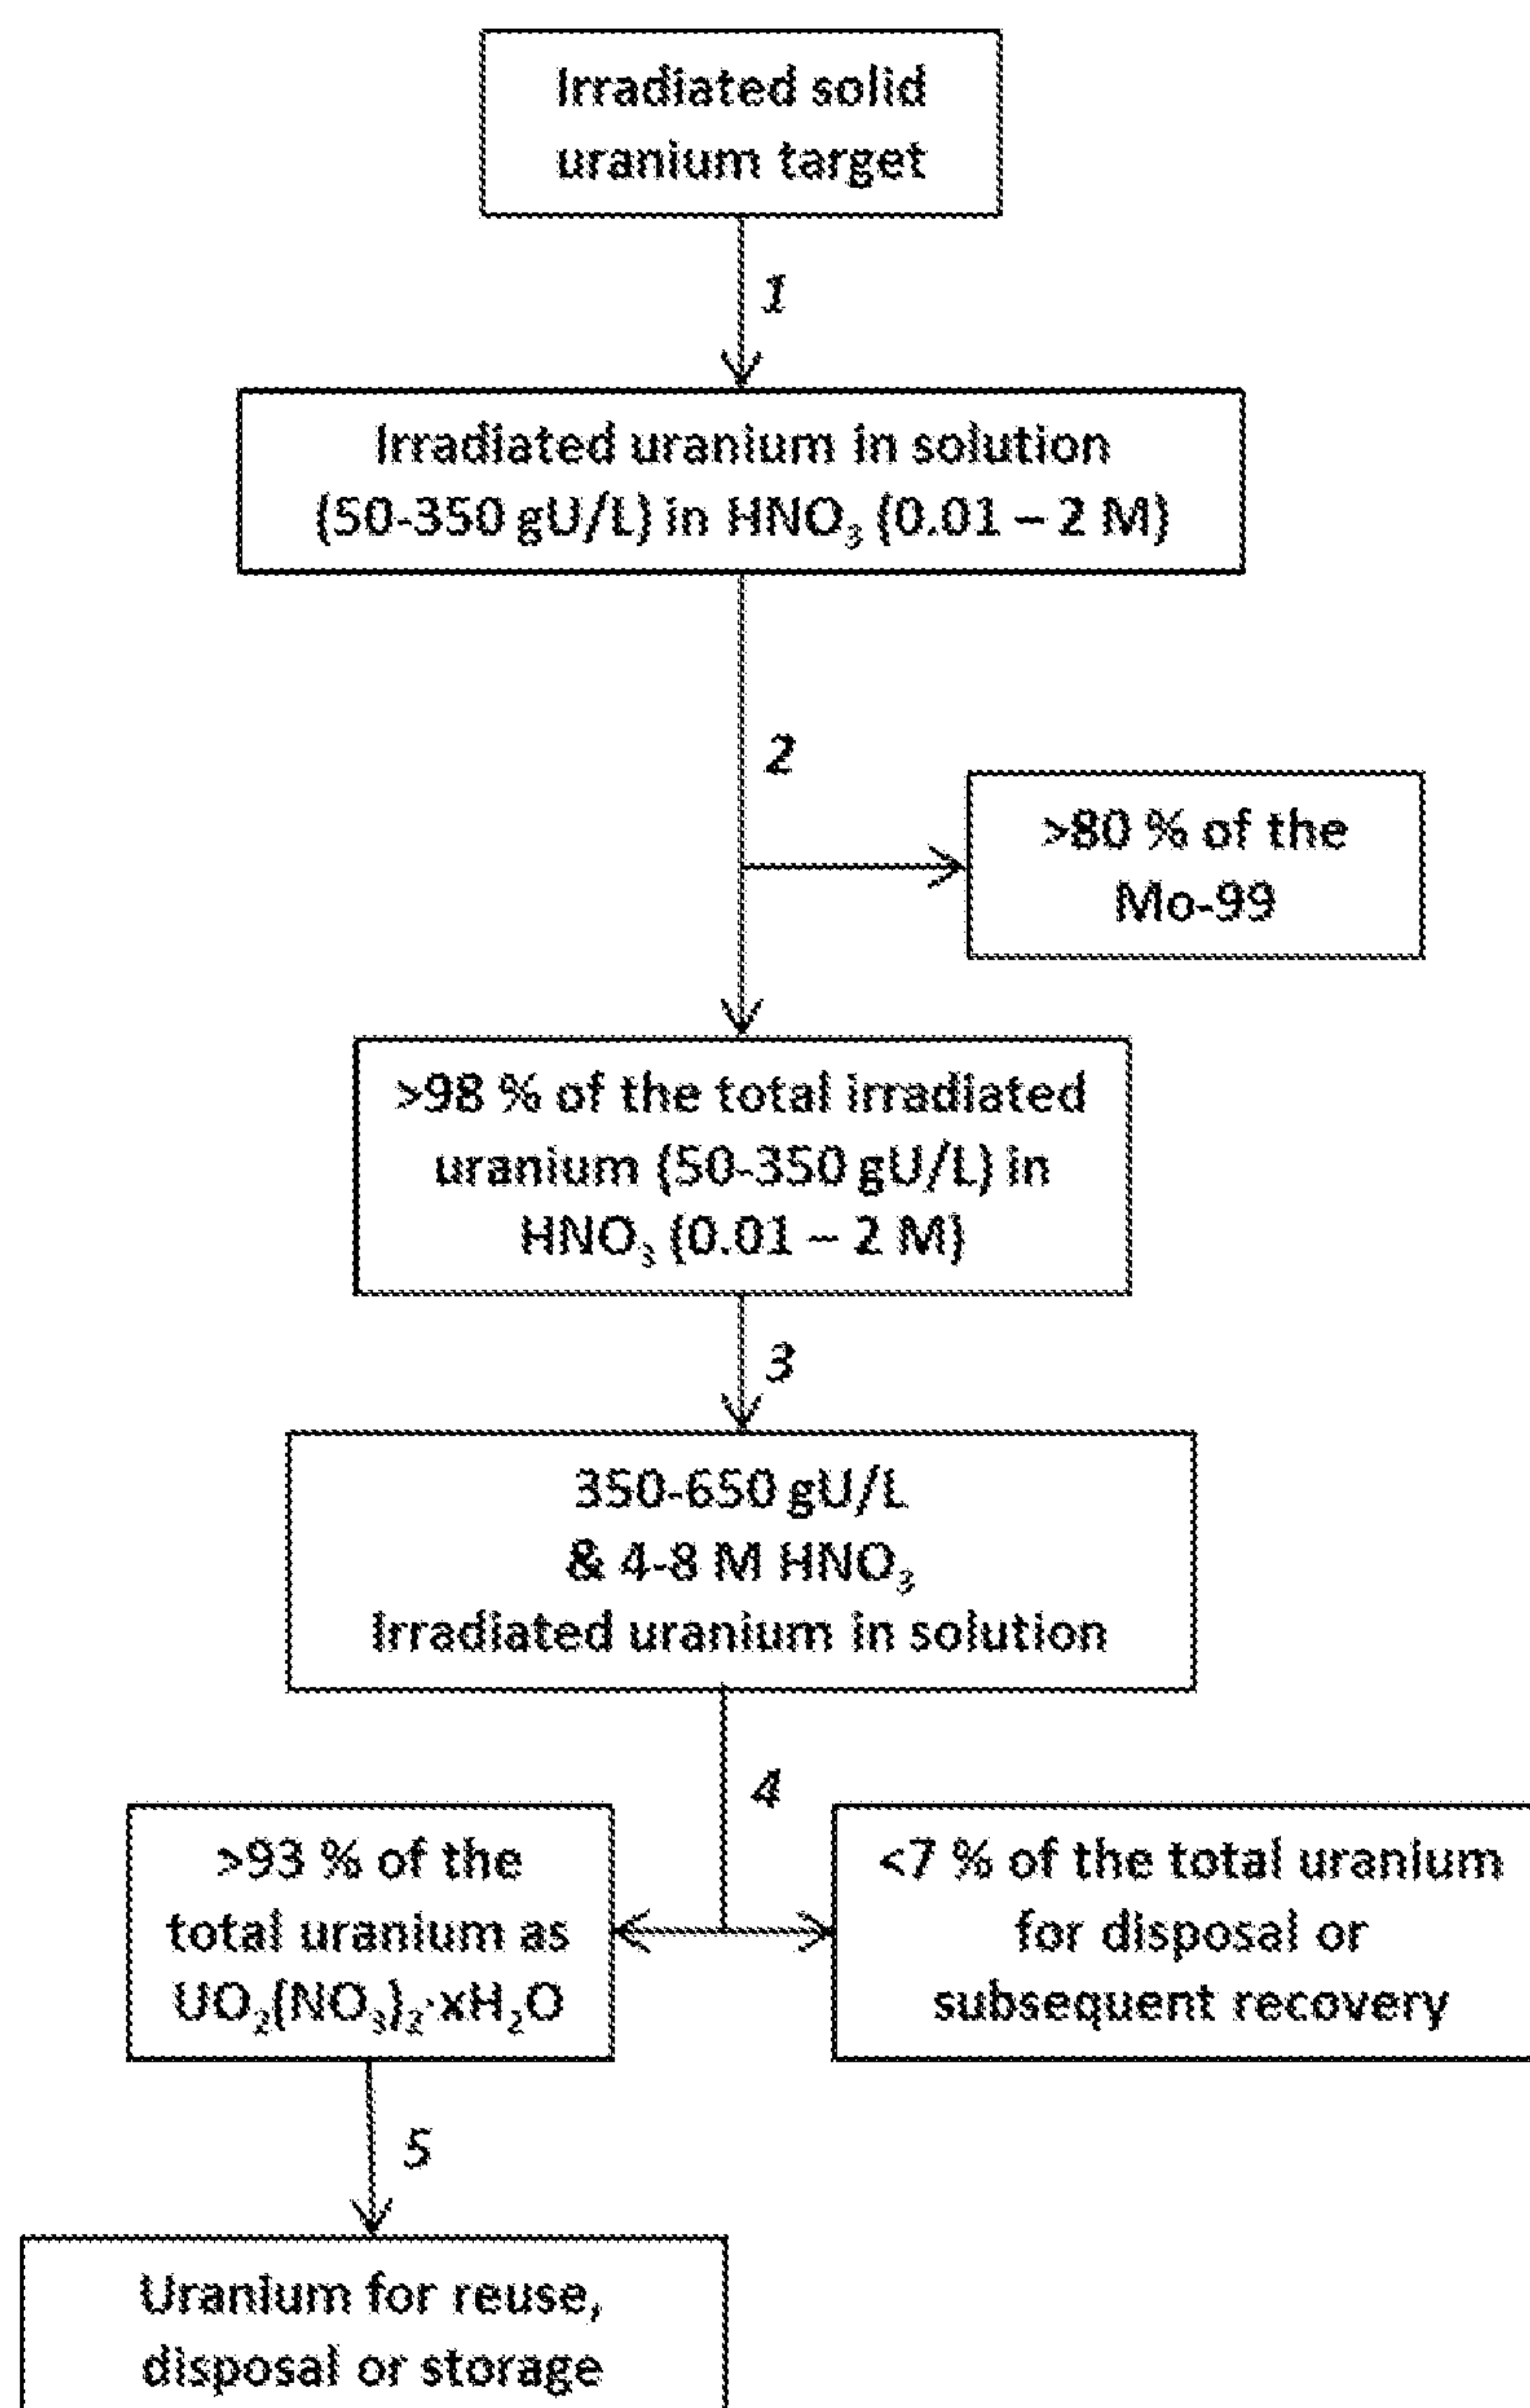 Irradiated solid
uranium target
1
Irradiated uranium in solution
(50-350 gU/L) in HNO₃ (0.01 – 2 M)
2
>80 % of the
Mo-99
>98 % of the total irradiated
uranium (50-350 gU/L) in
HNO₃ (0.01 – 2 M)
3
350-650 gU/L
& 4-8 M HNO₃
Irradiated uranium in solution
4
>93 % of the
total uranium as
UO₂(NO₃)₂·xH₂O
<7 % of the total uranium
for disposal or
subsequent recovery
5
Uranium for reuse,
disposal or storage